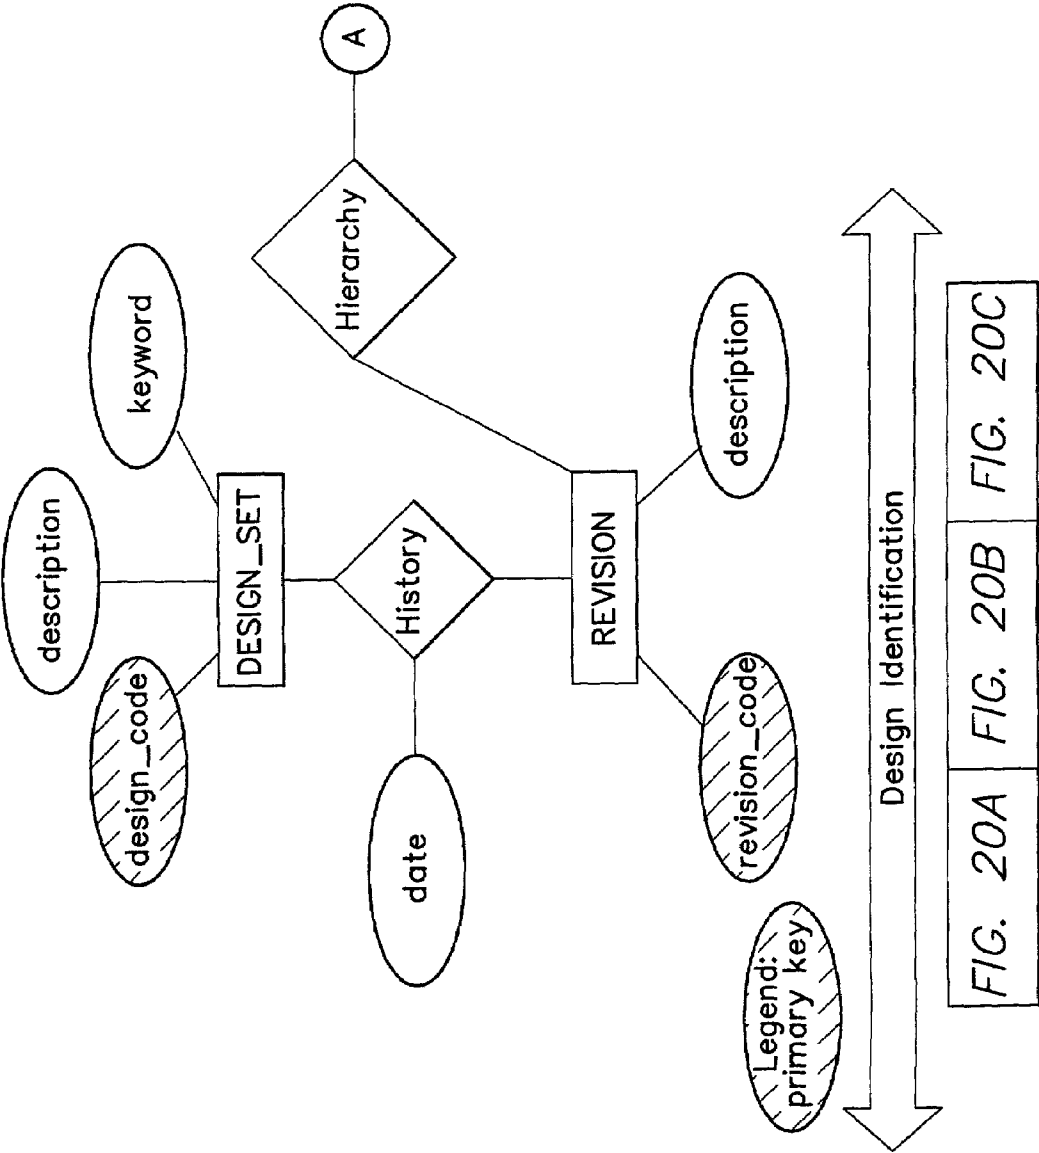 description
design_code
keyword
DESIGN_SET
date
History
Hierarchy
A
REVISION
revision_code
description
Legend:
primary key
Design Identification
FIG. 20A
FIG. 20B
FIG. 20C